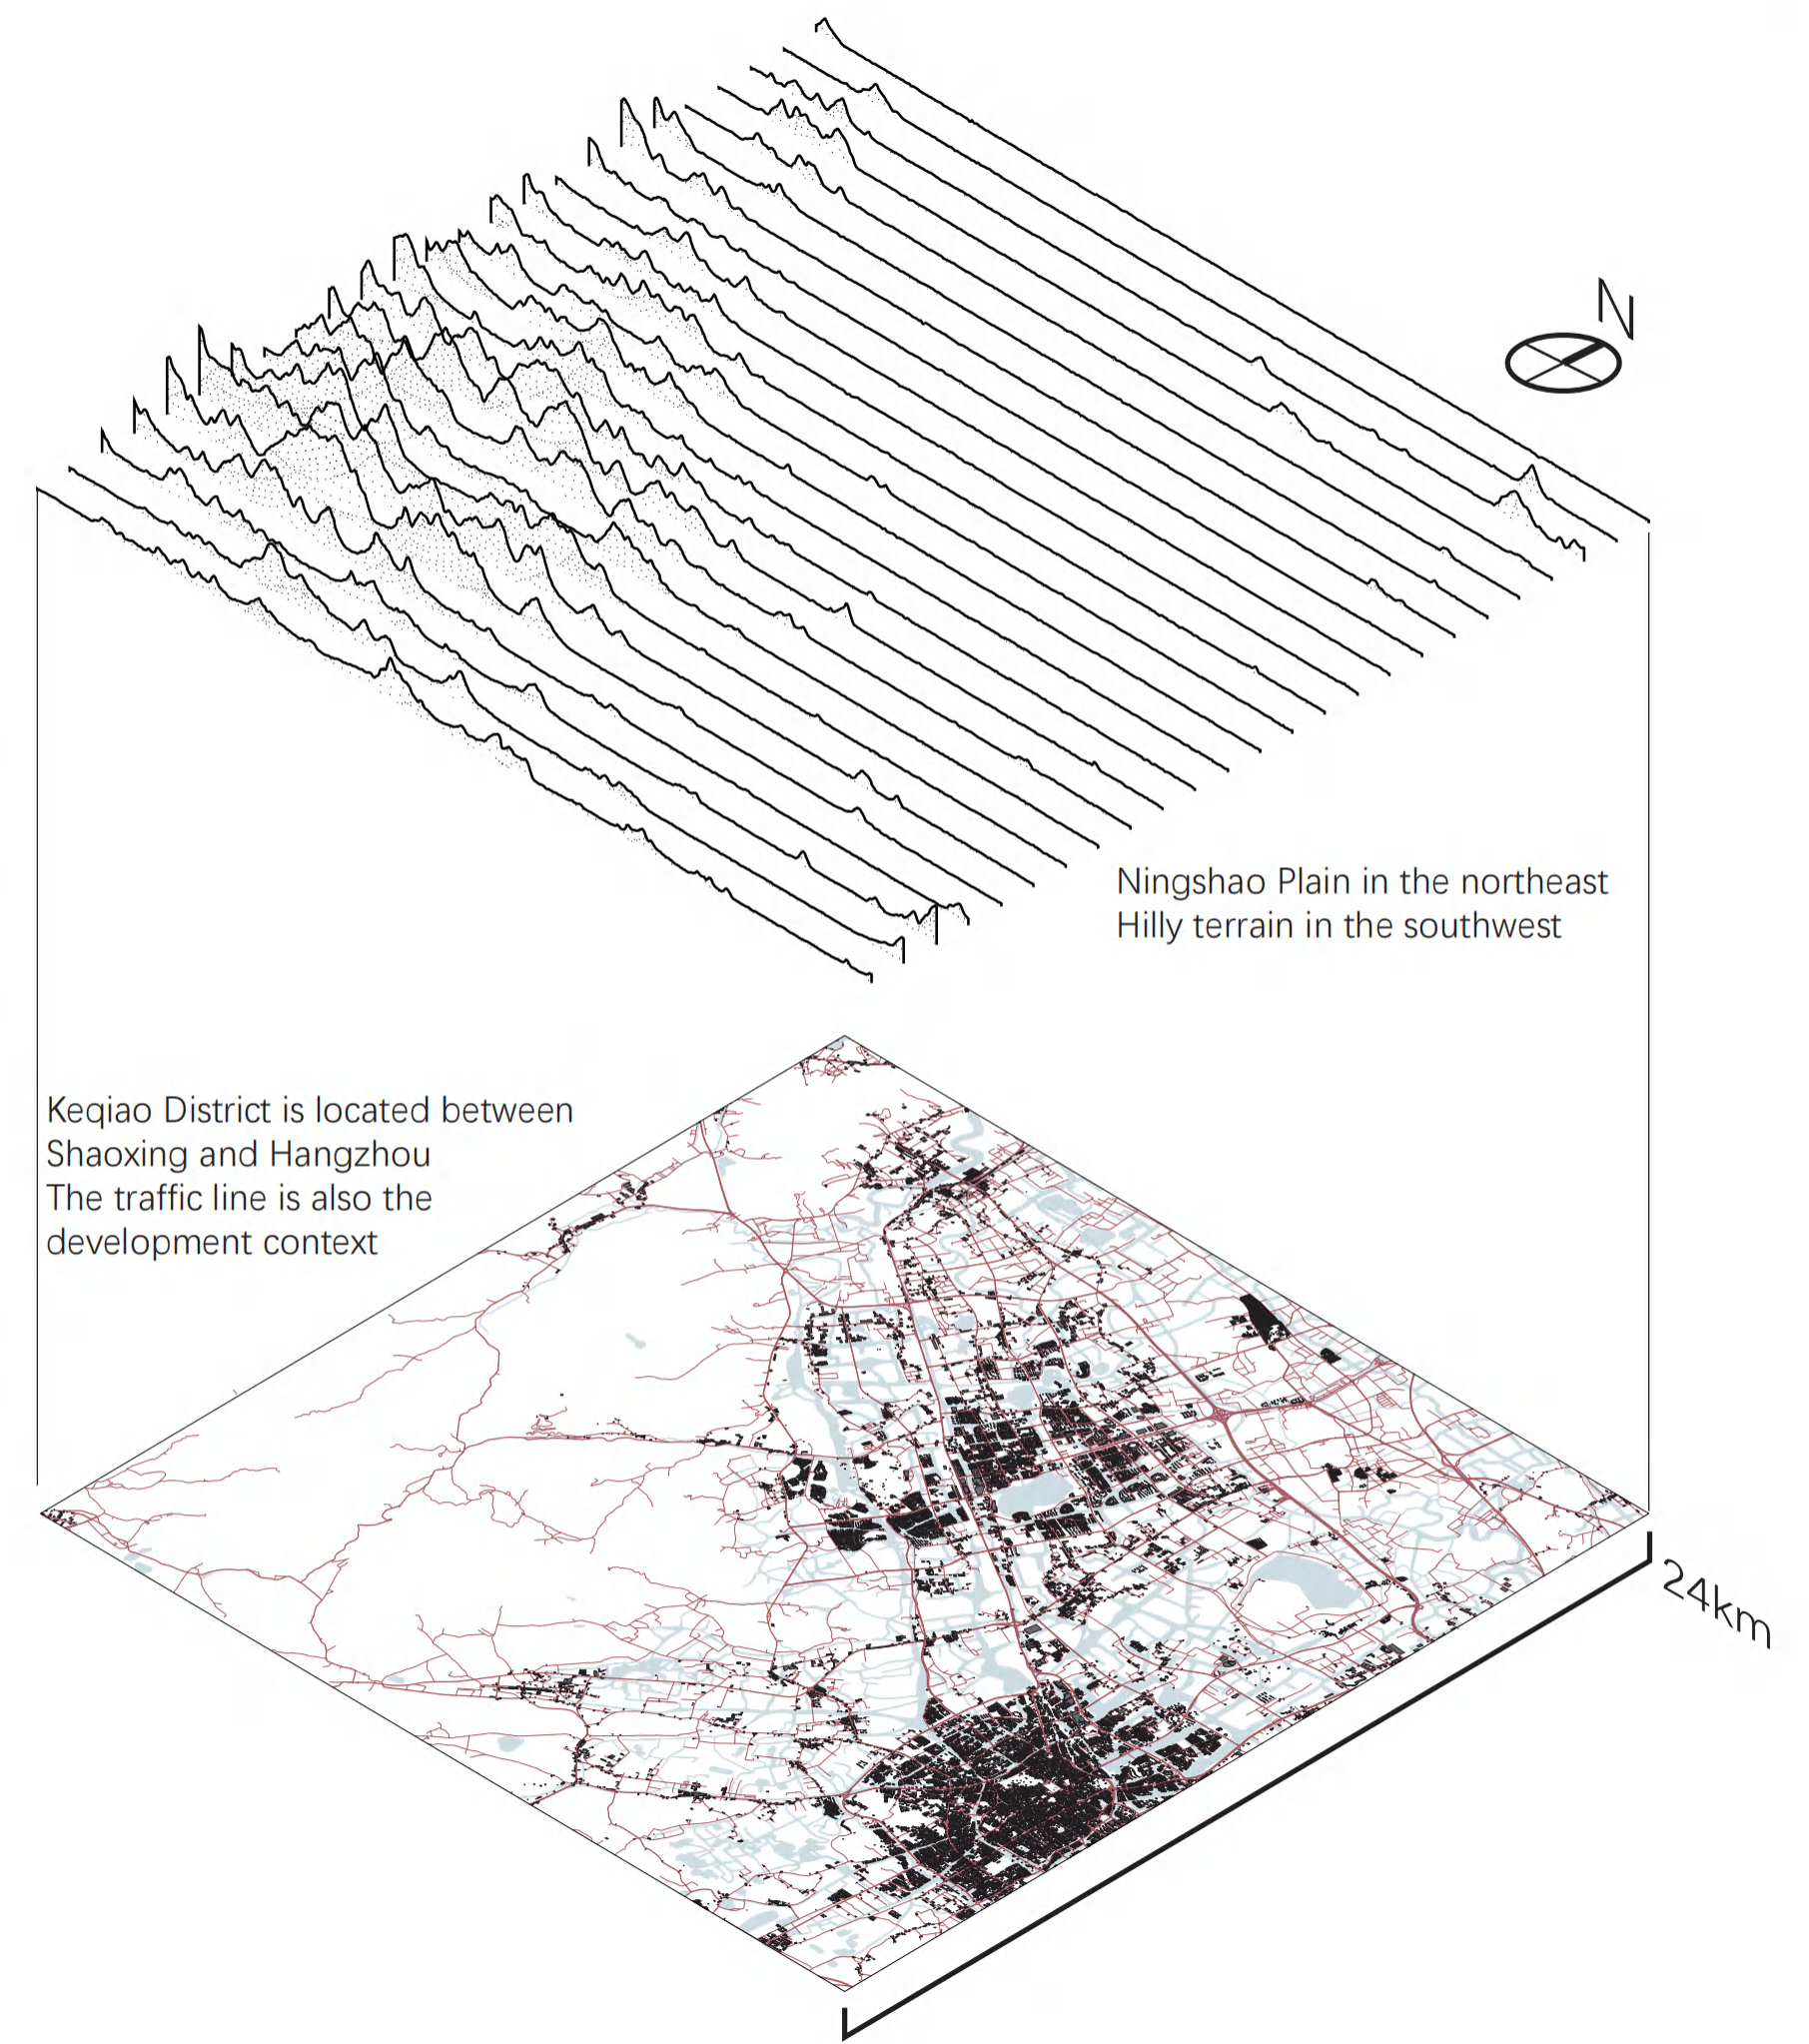 N
Ningshao Plain in the northeast
Hilly terrain in the southwest
Keqiao District is located between
Shaoxing and Hangzhou
The traffic line is also the
development context
24km